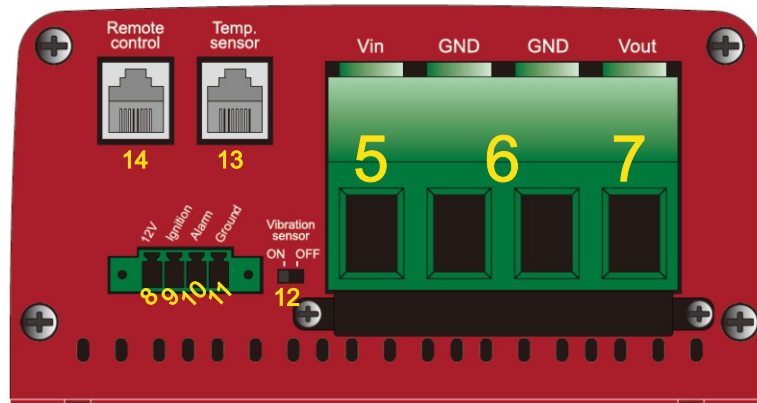 Remote
control
Temp.
sensor
Vin GND GND Vout
14
13
5 6 7
12V
Ignition
Alarm
Ground
Vibration
sensor
ON OFF
8 9 10 11
12